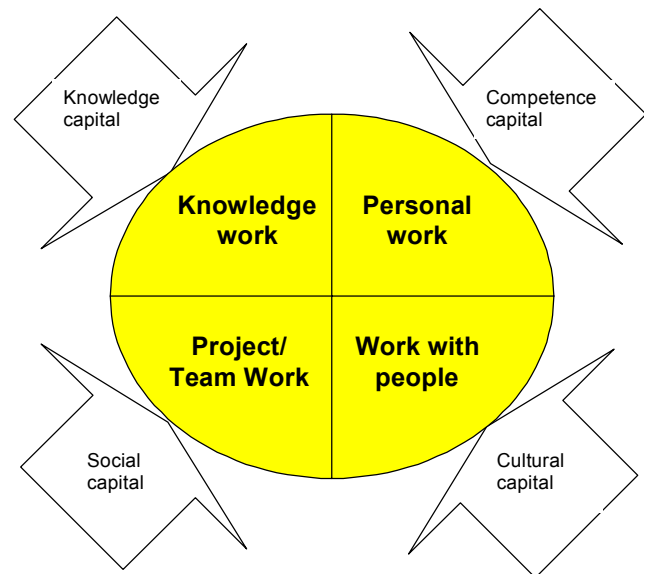 Knowledge
capital
Competence
capital
Knowledge
work
Personal
work
Project/
Team Work
Work with
people
Social
capital
Cultural
capital